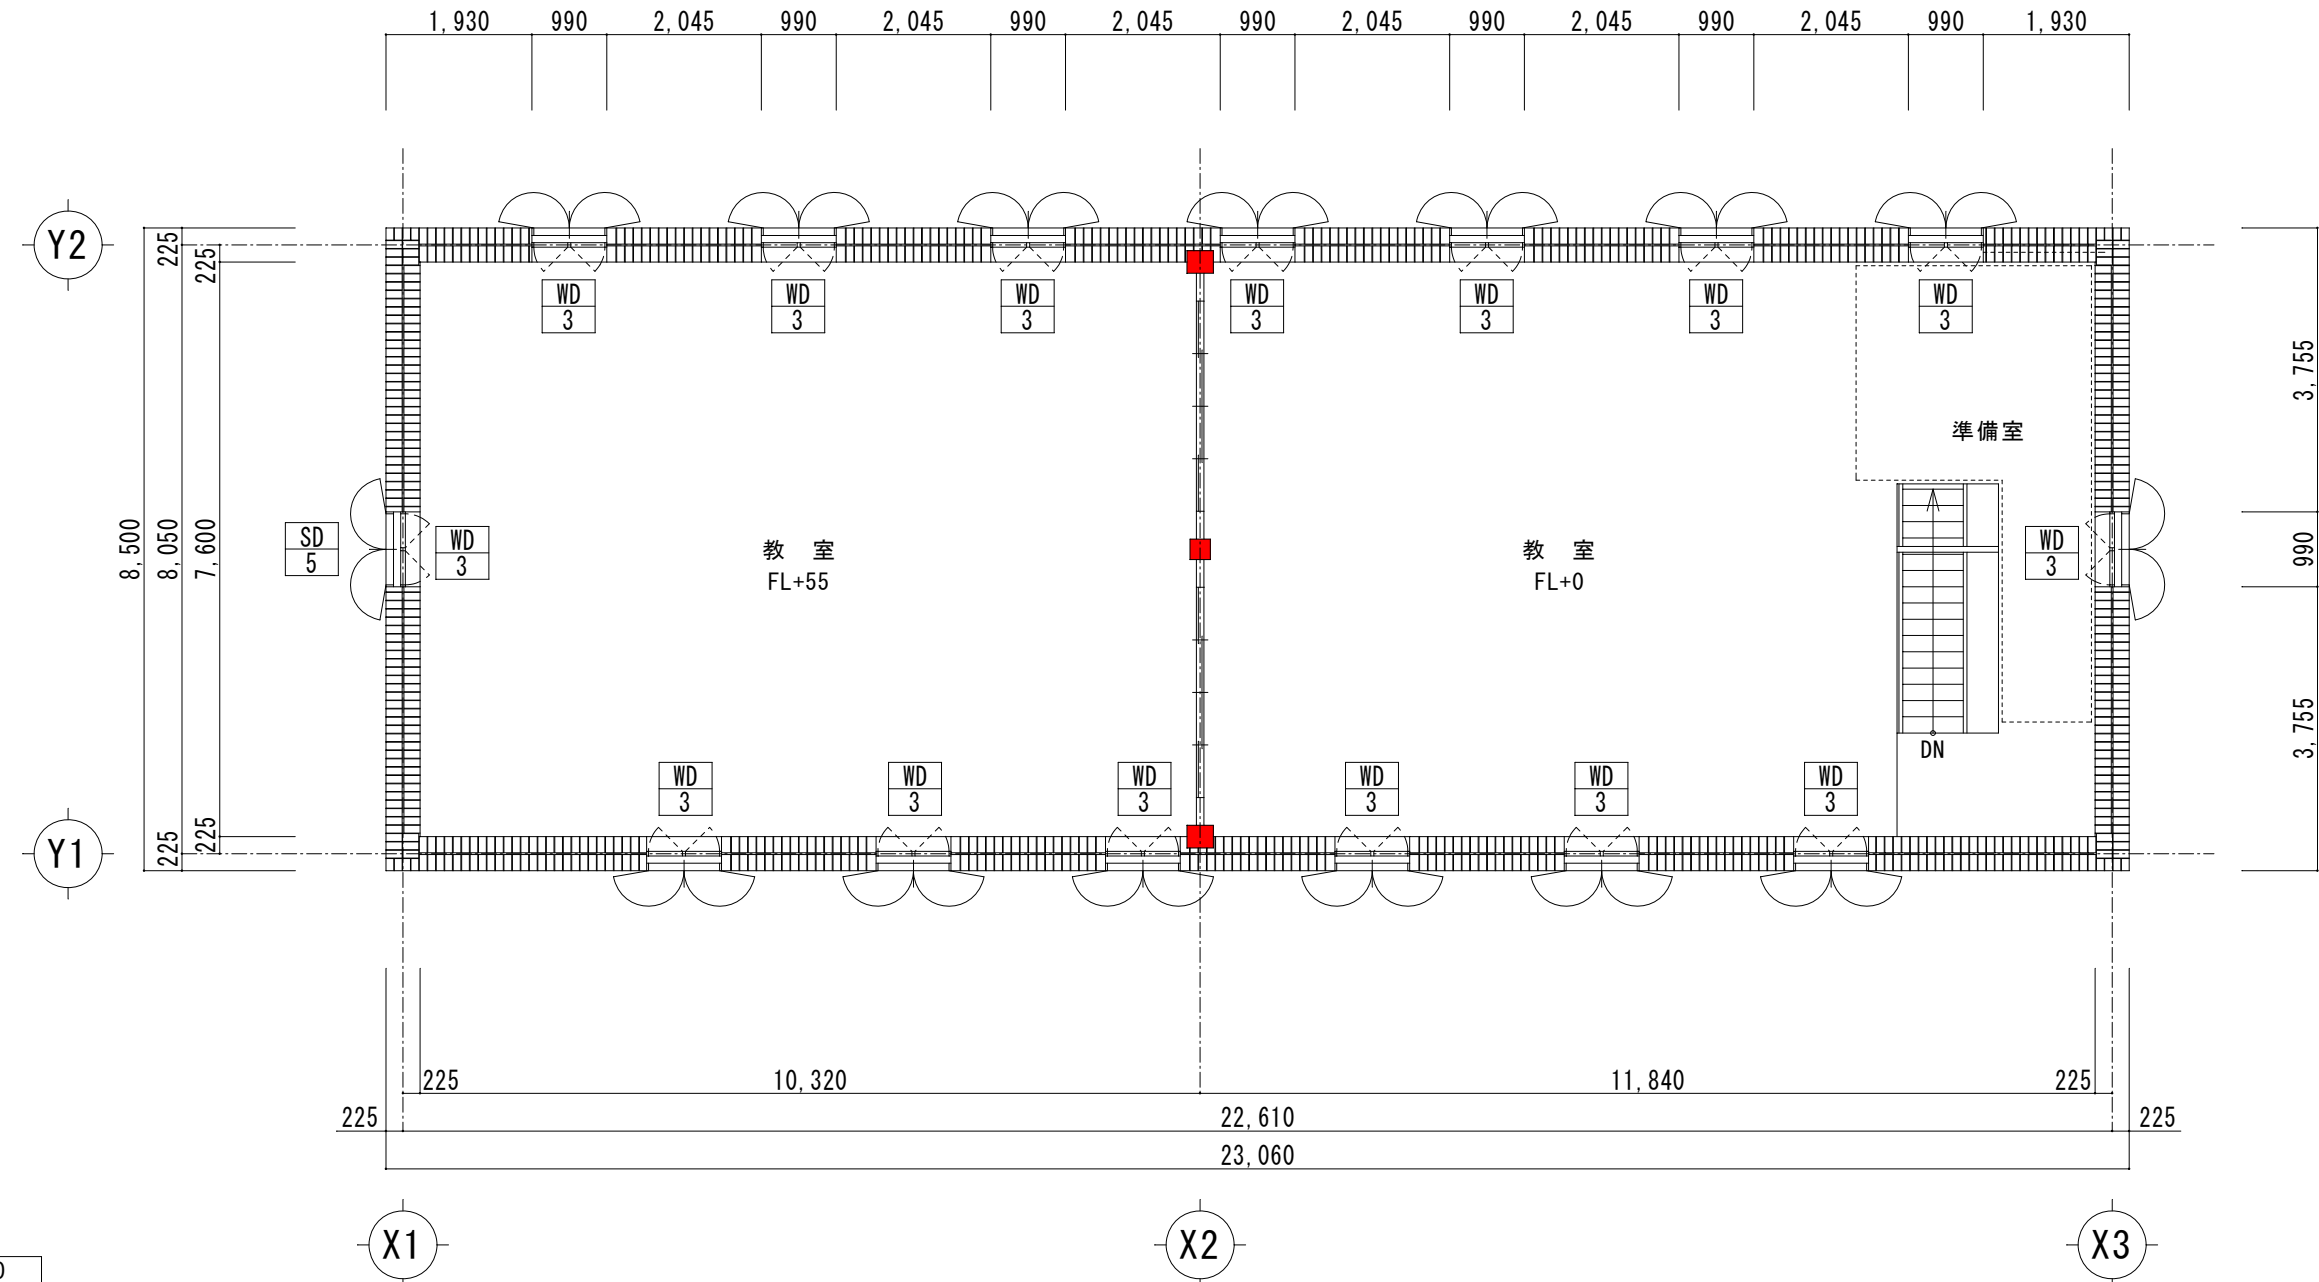 1,930 990 2,045 990 2,045 990 2,045 990 2,045 990 2,045 990 2,045 990 1,930
Y2
225
225
WD WD WD WD WD WD WD
3 3 3 3 3 3 3
3,755
準備室
8,500
8,050
7,600
SD
5
WD
3
教 室
FL+55
教 室
FL+0
WD
3
990
3,755
DN
WD WD WD WD WD WD
3 3 3 3 3 3
225
225
Y1
225 10,320 11,840 225
225 22,610 225
23,060
X1 X2 X3